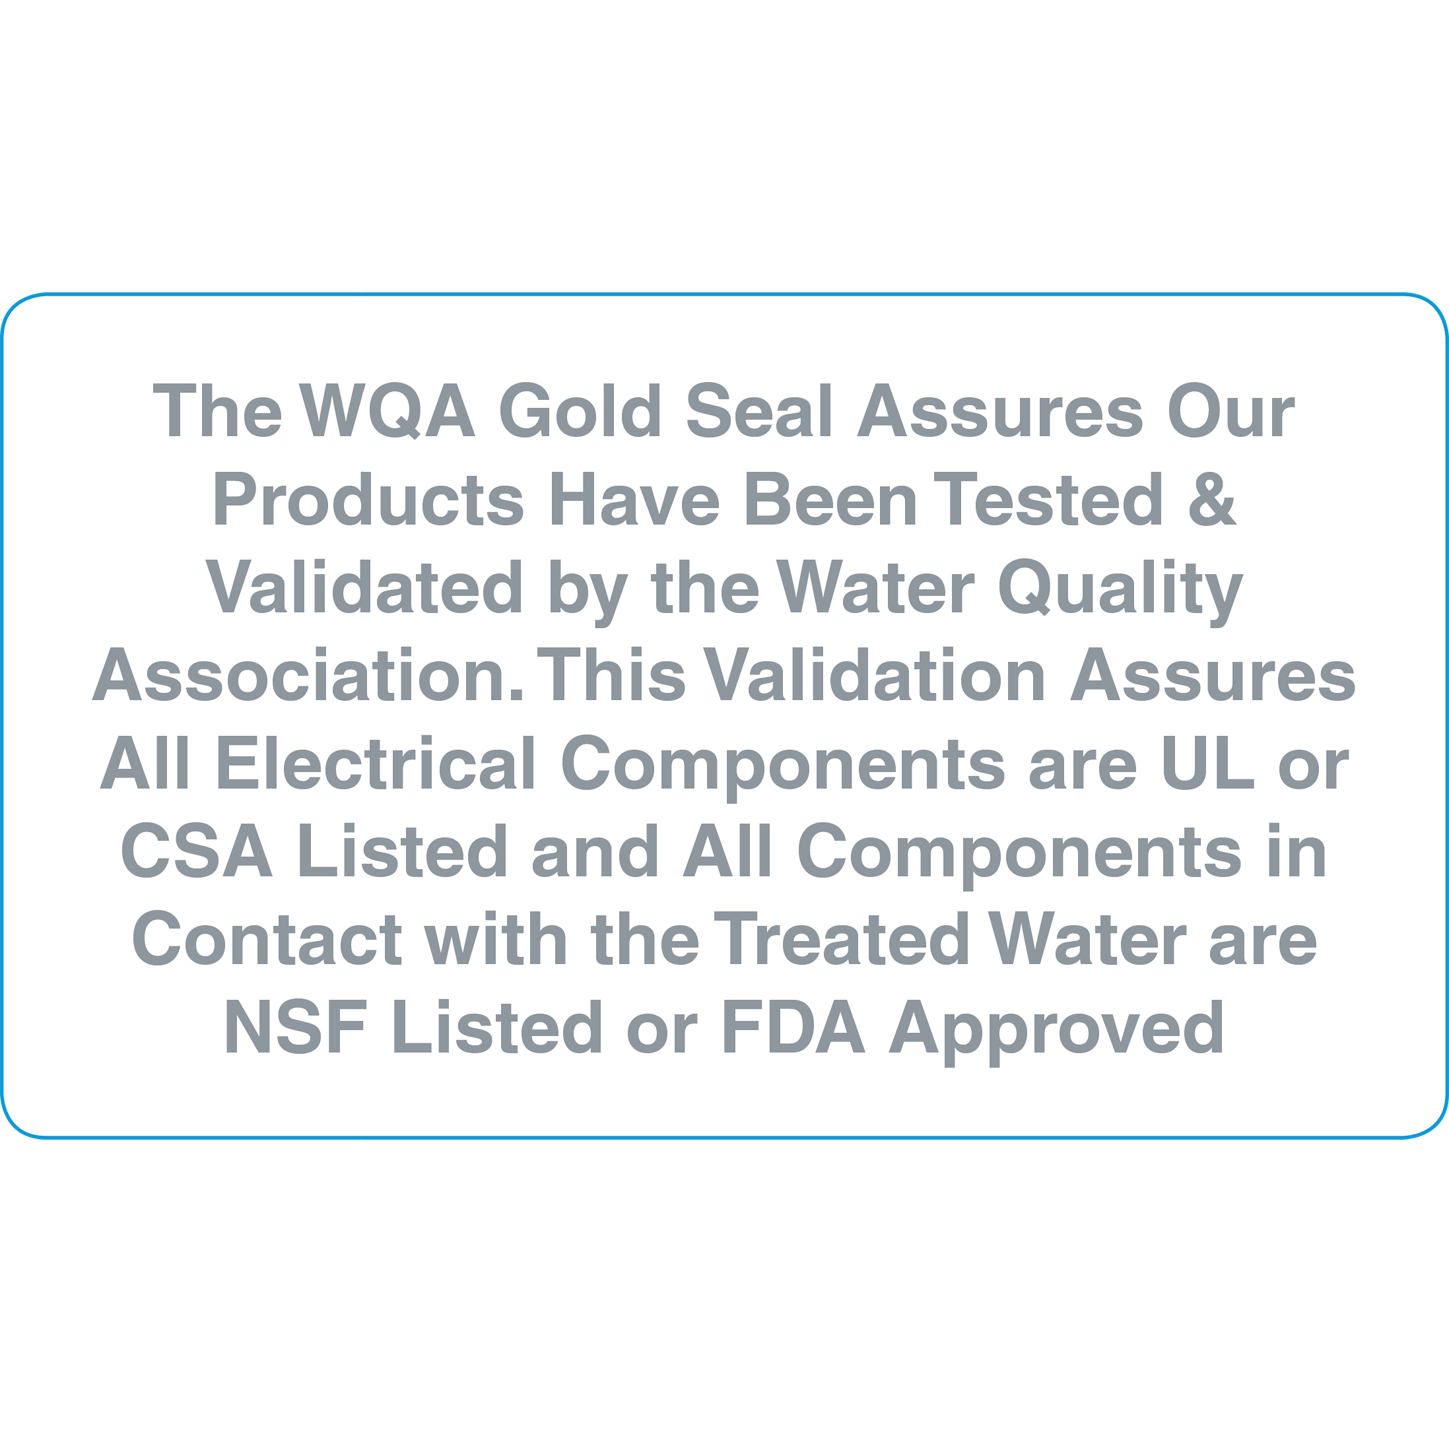 The WQA Gold Seal Assures Our
Products Have Been Tested &
Validated by the Water Quality
Association. This Validation Assures
All Electrical Components are UL or
CSA Listed and All Components in
Contact with the Treated Water are
NSF Listed or FDA Approved